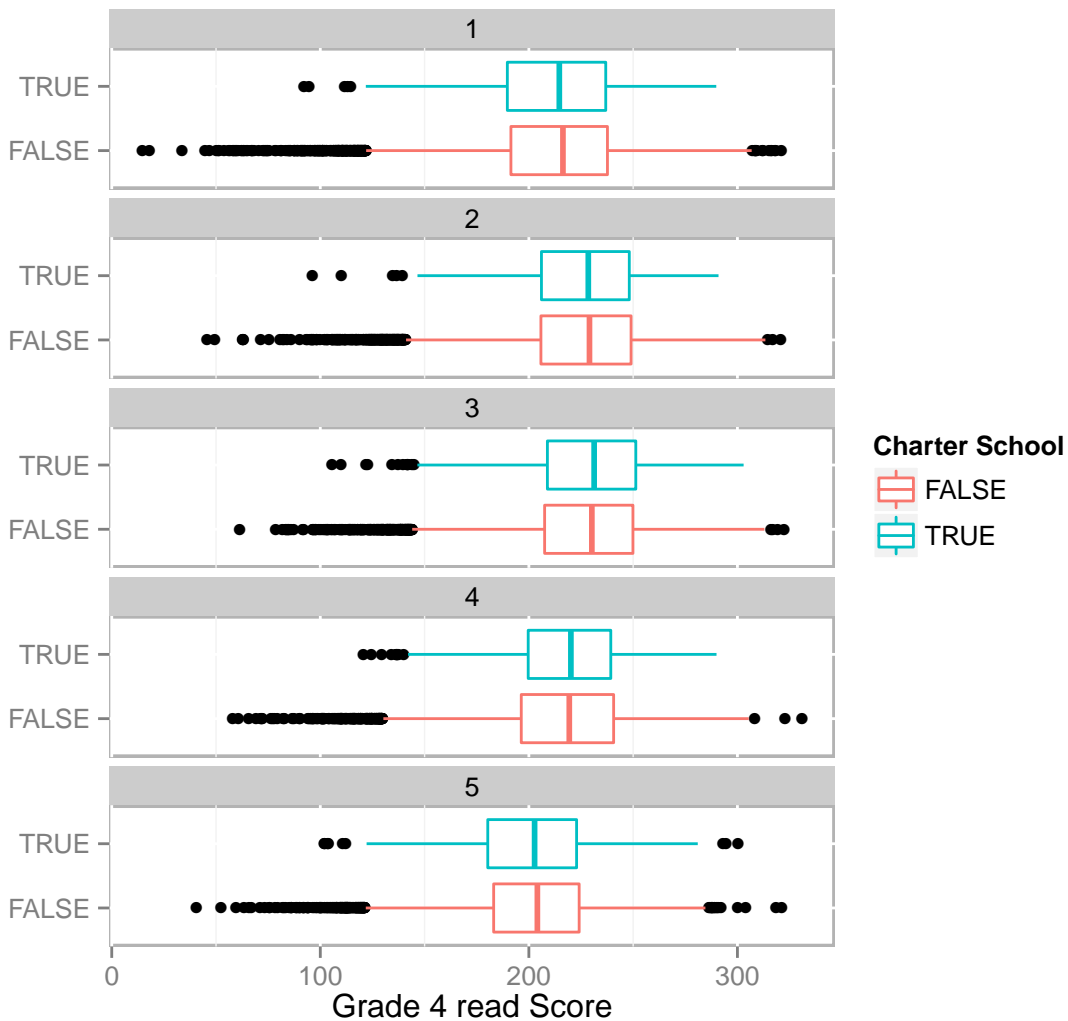 1
TRUE
FALSE
2
TRUE
FALSE
3
TRUE
FALSE
4
TRUE
FALSE
5
TRUE
FALSE
0 100 200 300
Grade 4 read Score
Charter School
FALSE
TRUE